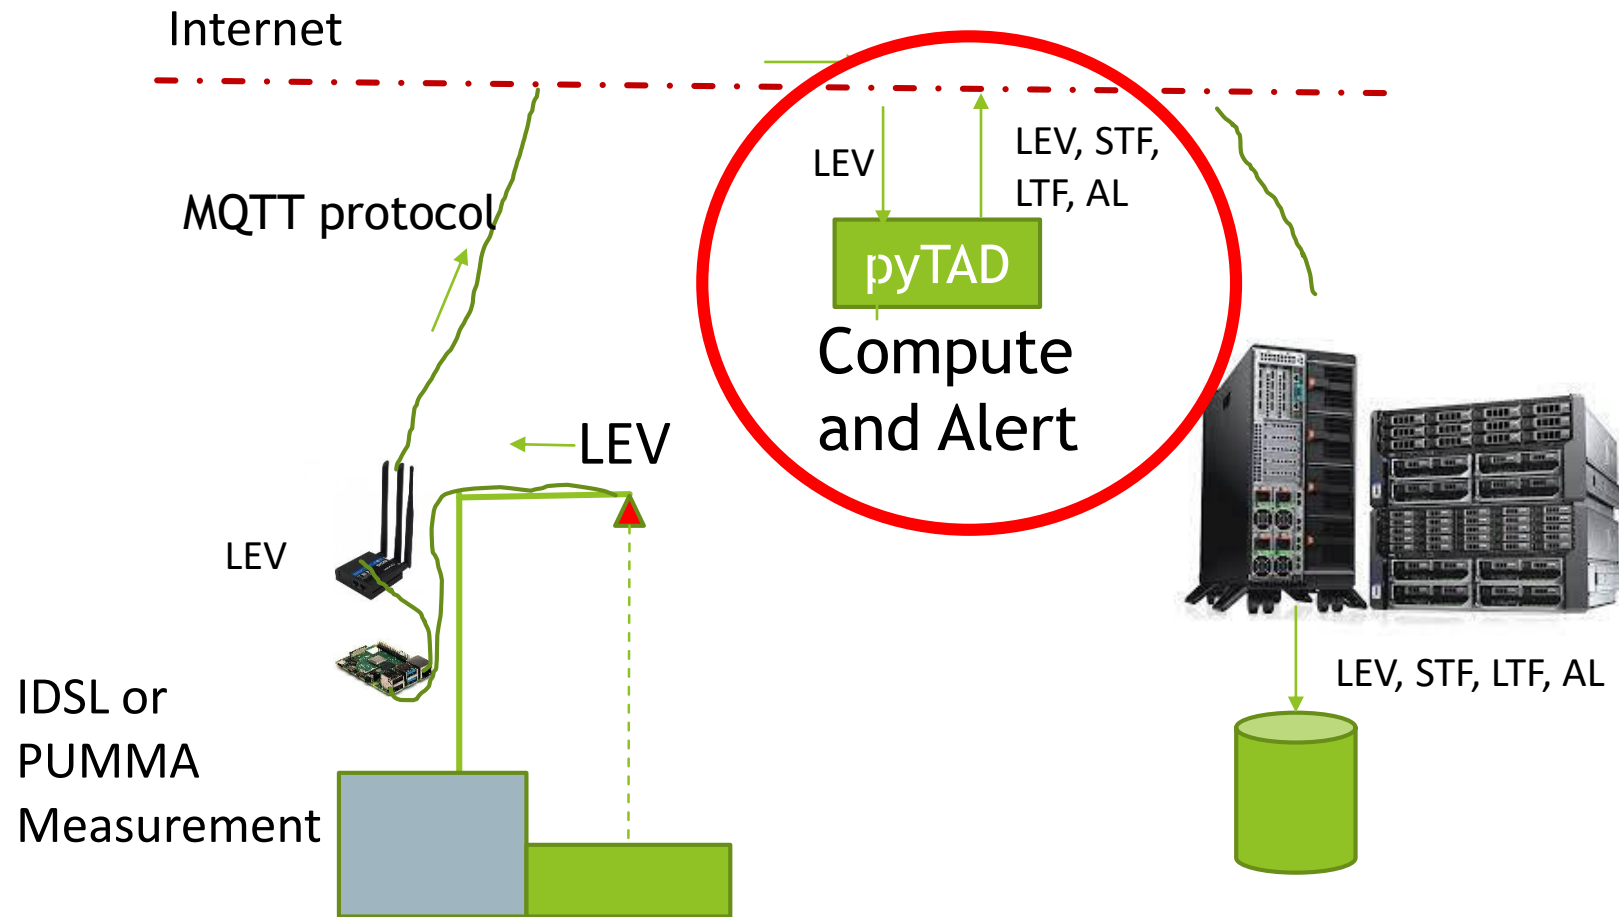 Internet
LEV
LEV, STF,
LTF, AL
MQTT protocol
pyTAD
Compute
and Alert
LEV
LEV
LEV, STF, LTF, AL
IDSL or
PUMMA
Measurement